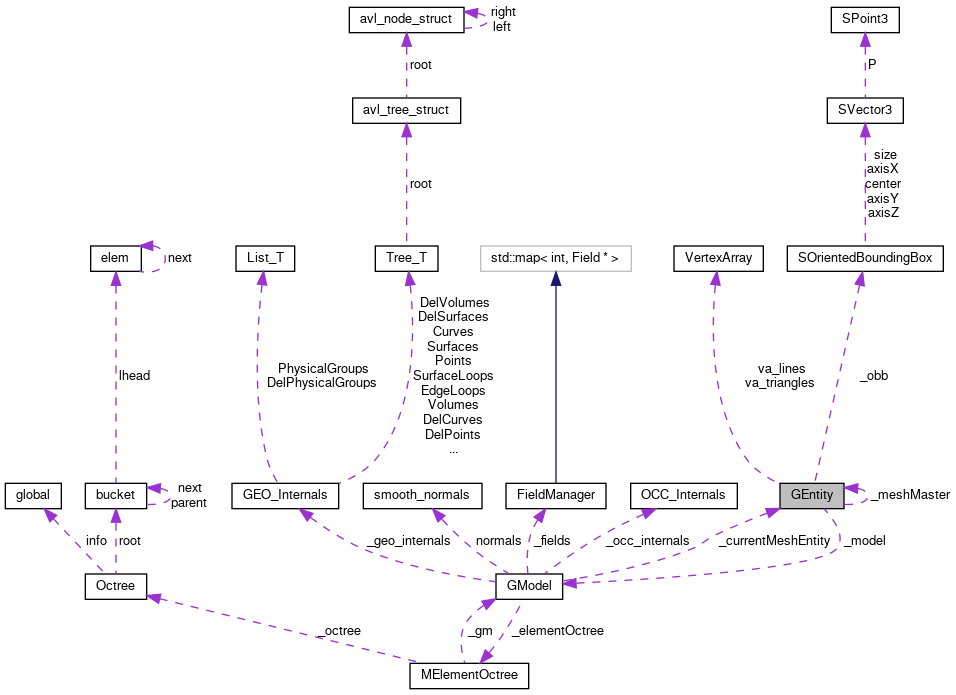 avl_node_struct
right
left
SPoint3
root
P
avl_tree_struct
SVector3
root
size
axisX
center
axisY
axisZ
elem
next
List_T
Tree_T
std::map< int, Field * >
VertexArray
SOrientedBoundingBox
lhead
PhysicalGroups
DelPhysicalGroups
DelVolumes
DelSurfaces
Curves
Surfaces
Points
SurfaceLoops
EdgeLoops
Volumes
DelCurves
DelPoints
...
va_lines
va_triangles
_obb
global
bucket
next
parent
GEO_Internals
smooth_normals
FieldManager
OCC_Internals
GEntity
_meshMaster
info
root
_geo_internals
normals
_fields
_occ_internals
_currentMeshEntity
_model
Octree
GModel
_octree
_gm
_elementOctree
MElementOctree